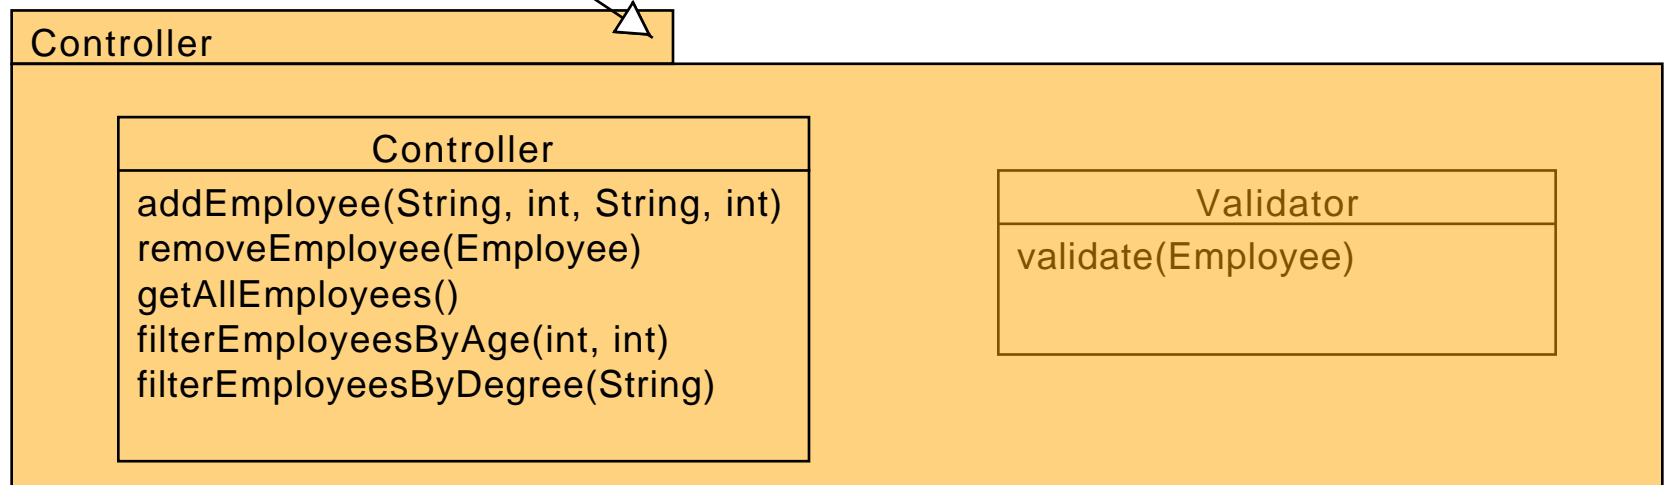 Controller
Controller
addEmployee(String, int, String, int)
removeEmployee(Employee)
getAllEmployees()
filterEmployeesByAge(int, int)
filterEmployeesByDegree(String)
Validator
validate(Employee)